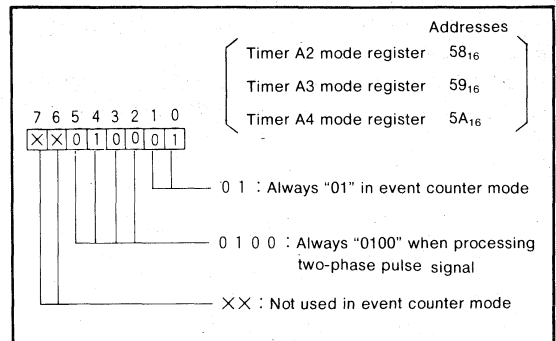 Addresses
Timer A2 mode register 58₁₆
Timer A3 mode register 59₁₆
Timer A4 mode register 5A₁₆
7 6 5 4 3 2 1 0
× × 0 1 0 0 0 1
0 1 : Always “01” in event counter mode
0 1 0 0 : Always “0100” when processing
two-phase pulse signal
×× : Not used in event counter mode